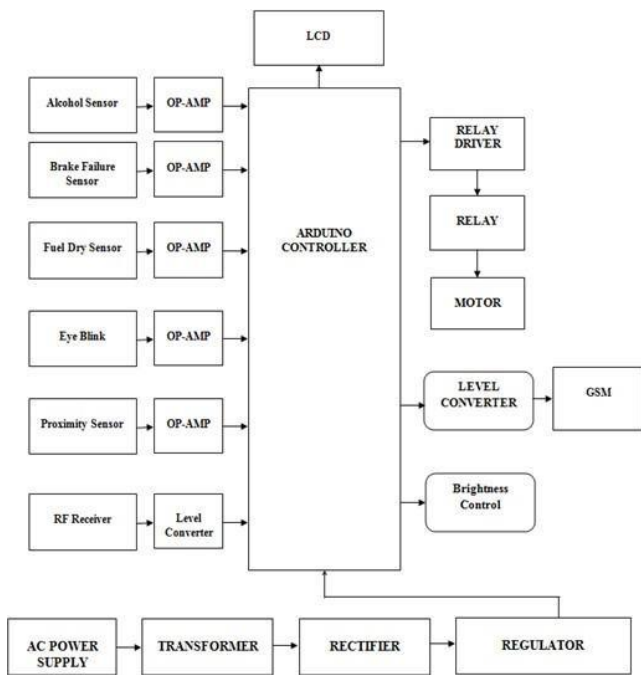 LCD
Alcohol Sensor
OP-AMP
Brake Failure
Sensor
OP-AMP
Fuel Dry Sensor
OP-AMP
Eye Blink
OP-AMP
Proximity Sensor
OP-AMP
RF Receiver
Level
Converter
ARDUINO
CONTROLLER
RELAY
DRIVER
RELAY
MOTOR
LEVEL
CONVERTER
GSM
Brightness
Control
AC POWER
SUPPLY
TRANSFORMER
RECTIFIER
REGULATOR